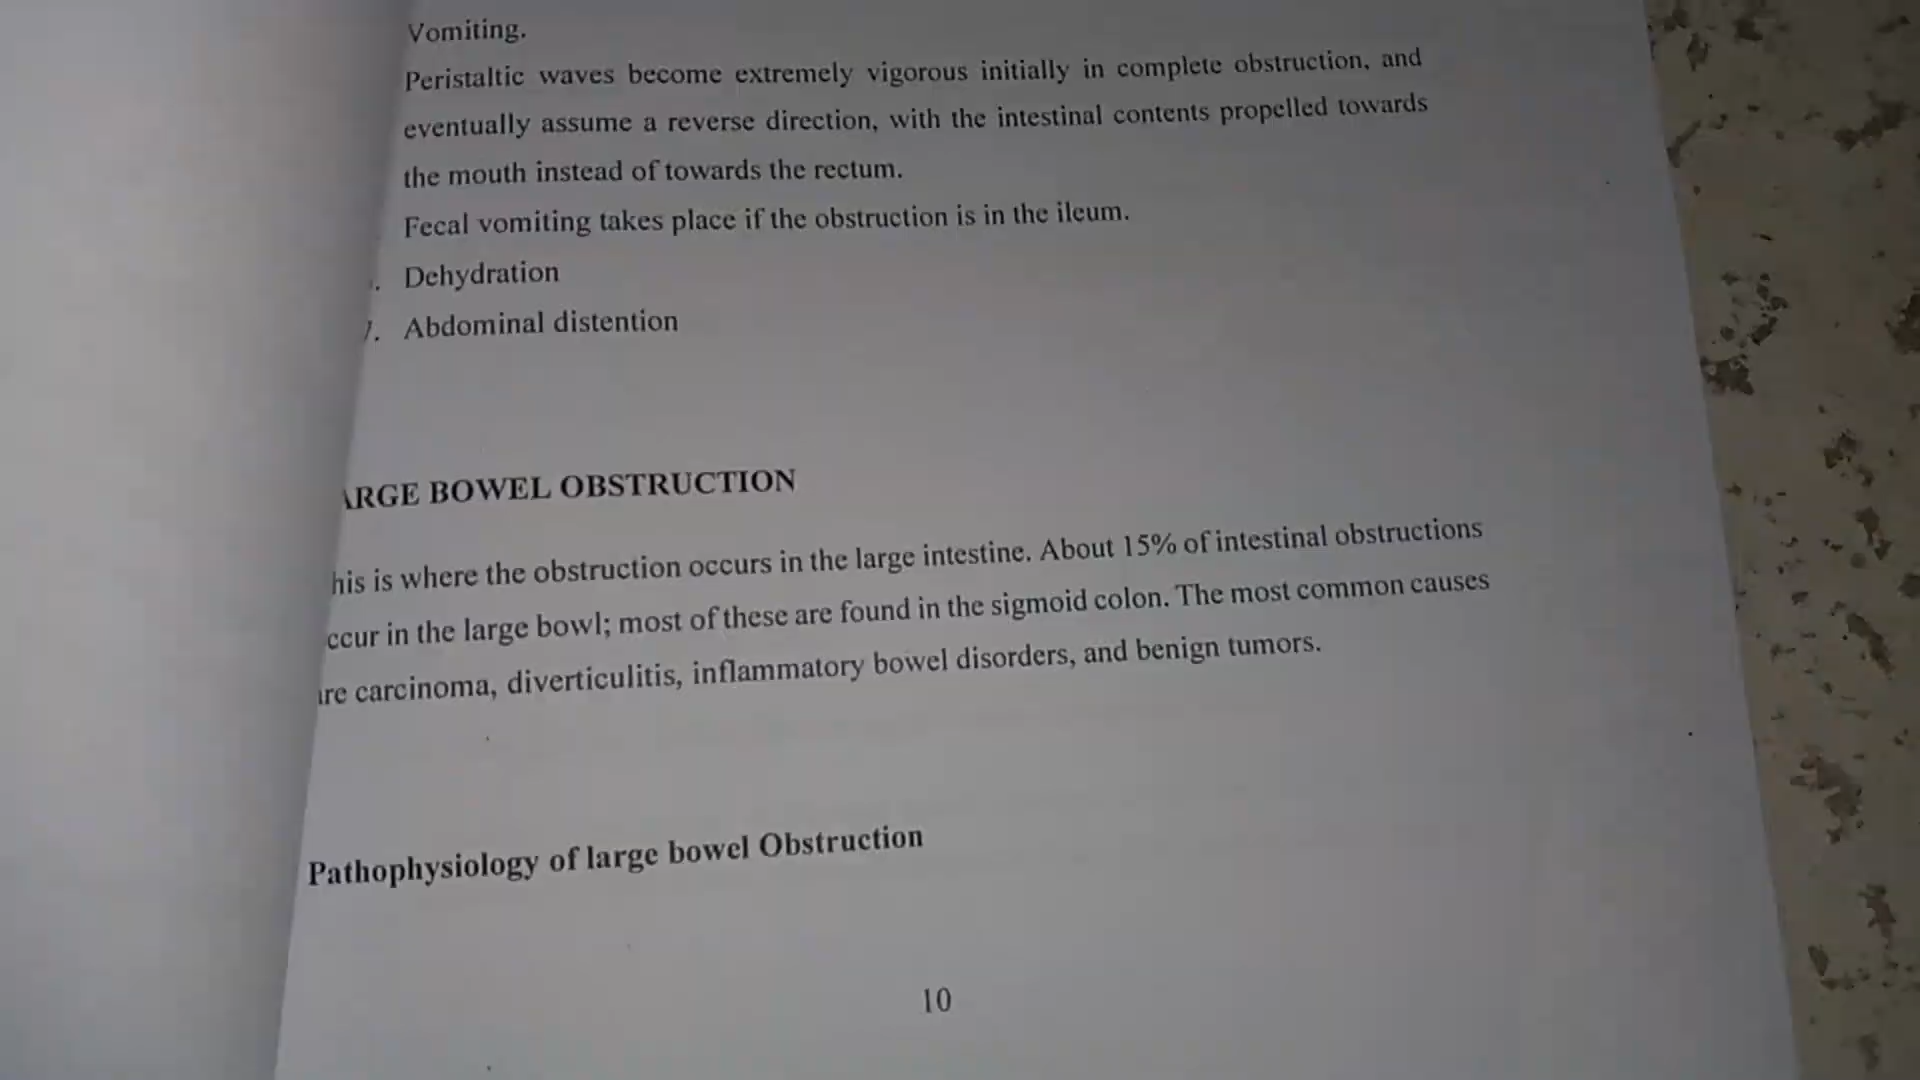 Vomiting.
Peristaltic waves become extremely vigorous initially in complete obstruction, and
eventually assume a reverse direction, with the intestinal contents propelled towards
the mouth instead of towards the rectum.
Fecal vomiting takes place if the obstruction is in the ileum.
. Dehydration
7. Abdominal distention
ARGE BOWEL OBSTRUCTION
his is where the obstruction occurs in the large intestine. About 15% of intestinal obstructions
ccur in the large bowl; most of these are found in the sigmoid colon. The most common causes
are carcinoma, diverticulitis, inflammatory bowel disorders, and benign tumors.
Pathophysiology of large bowel Obstruction
10